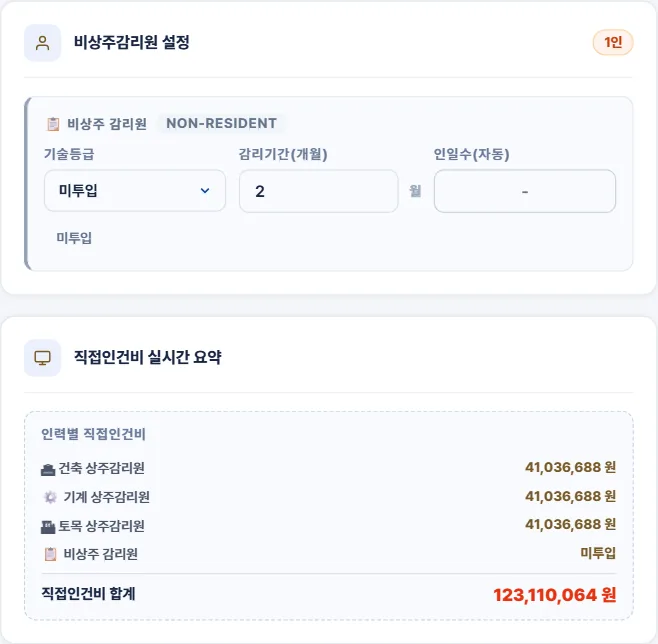 비상주감리원 설정
1인
비상주 감리원 NON-RESIDENT
기술등급 감리기간(개월) 인일수(자동)
미투입 2 월 -
미투입
직접인건비 실시간 요약
인력별 직접인건비
건축 상주감리원 41,036,688 원
기계 상주감리원 41,036,688 원
토목 상주감리원 41,036,688 원
비상주 감리원 미투입
직접인건비 합계 123,110,064 원